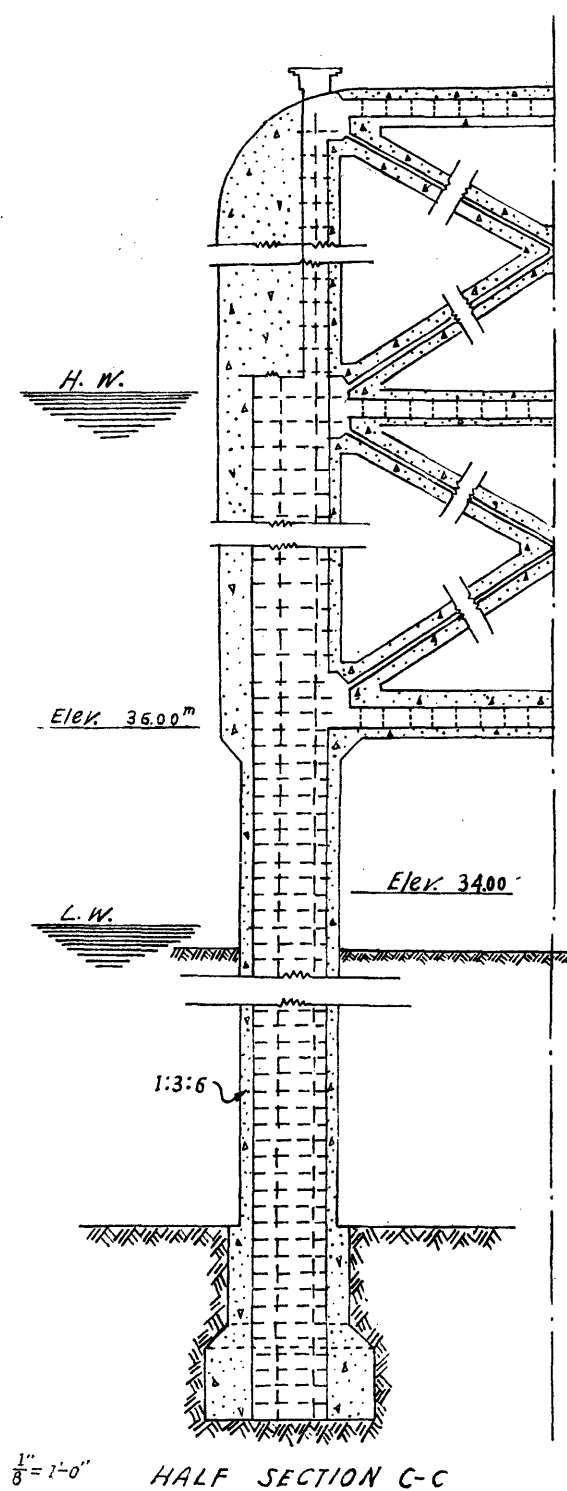 H. W.
Elev. 36.00m
Elev. 34.00
L. W.
1:3:6
1/8" = 1'-0"
HALF SECTION C-C